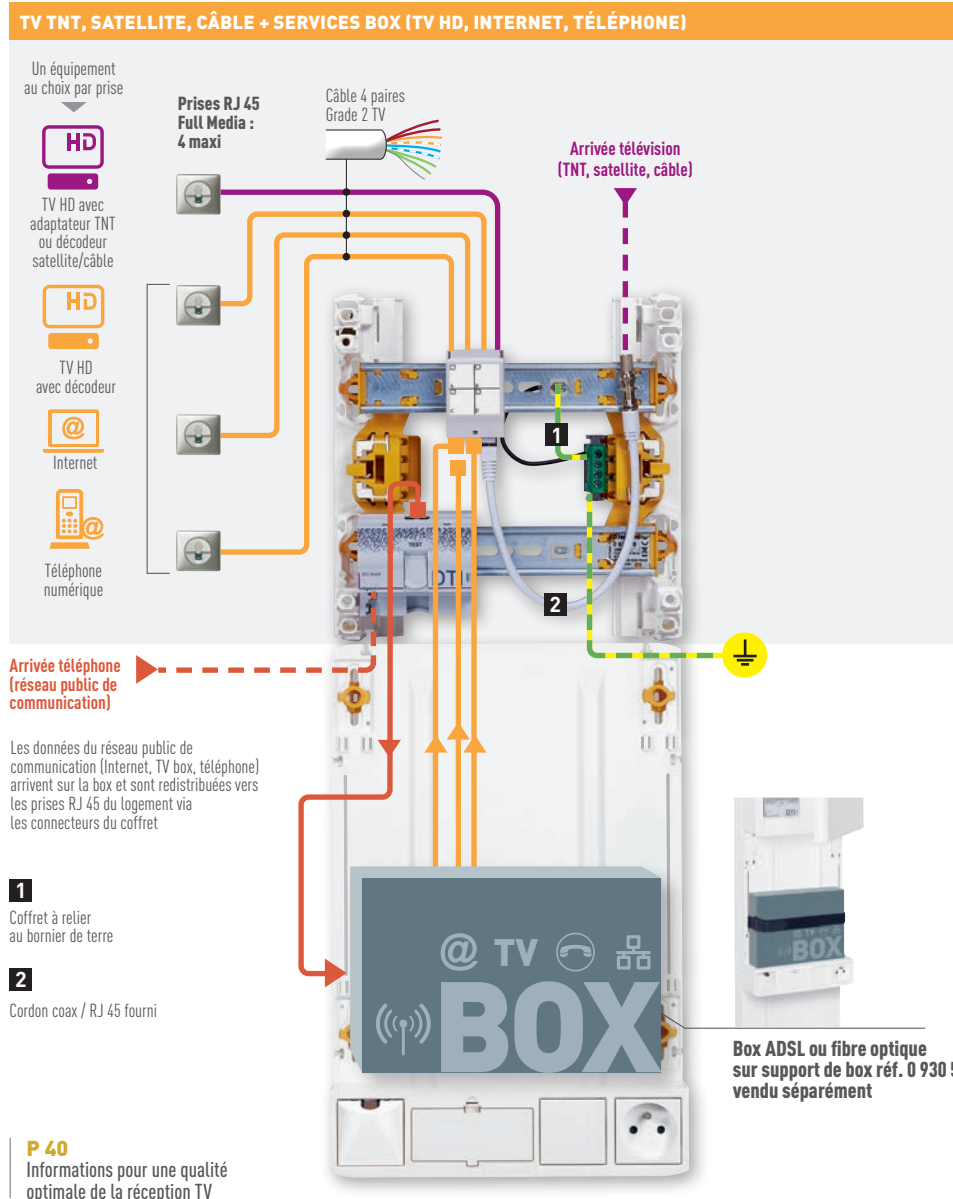 TV TNT, SATELLITE, CÂBLE + SERVICES BOX (TV HD, INTERNET, TÉLÉPHONE)
Un équipement
au choix par prise
HD
TV HD avec
adaptateur TNT
ou décodeur
satellite/câble
HD
TV HD
avec décodeur
@
Internet
@
Téléphone
numérique
Prises RJ 45
Full Media :
4 maxi
Câble 4 paires
Grade 2 TV
Arrivée télévision
(TNT, satellite, câble)
1
TEST
DTI
2
Arrivée téléphone
(réseau public de
communication)
Les données du réseau public de
communication (Internet, TV box, téléphone)
arrivent sur la box et sont redistribuées vers
les prises RJ 45 du logement via
les connecteurs du coffret
1
Coffret à relier
au bornier de terre
2
Cordon coax / RJ 45 fourni
@ TV
BOX
BOX
Box ADSL ou fibre optique
sur support de box réf. 0 930 5
vendu séparément
P 40
Informations pour une qualité
optimale de la réception TV